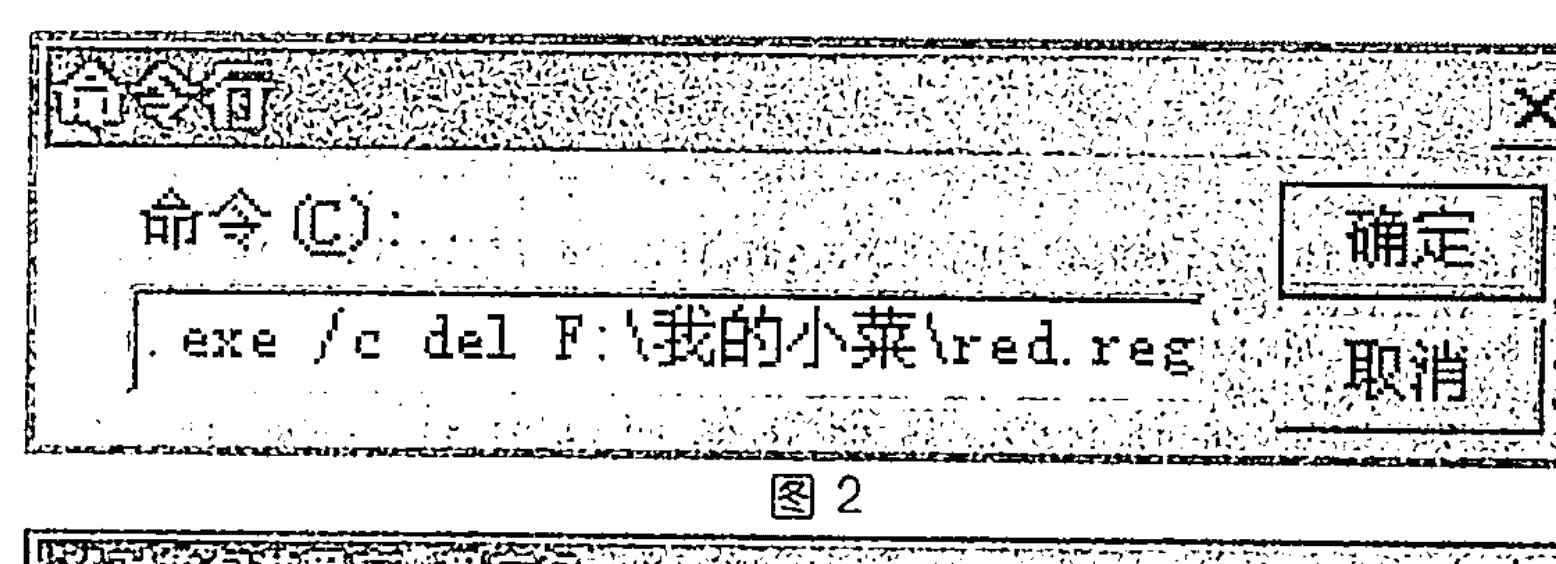 命令
命令(C):
确定
.exe /c del F:\我的小菜\red.reg
取消
图 2